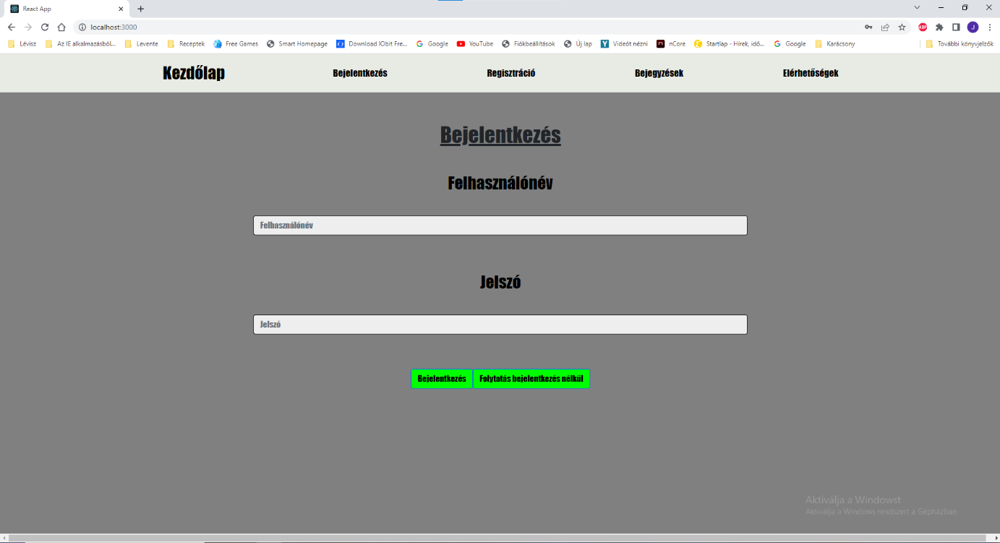 React App
localhost:3000
ABP
J
Lévisz
Az IE alkalmazásból...
Levente
Receptek
Free Games
Smart Homepage
Download IObit Fre...
Google
YouTube
Fiókbeállítások
Új lap
Videót nézni
nCore
Startlap - Hírek, idő...
Google
Karácsony
További könyvjelzők
Kezdőlap
Bejelentkezés
Regisztráció
Bejegyzések
Elérhetőségek
Bejelentkezés
Felhasználónév
Felhasználónév
Jelszó
Jelszó
Bejelentkezés
Folytatás bejelentkezés nélkül
Aktiválja a Windowst
Aktiválja a Windows rendszert a Gépházban.